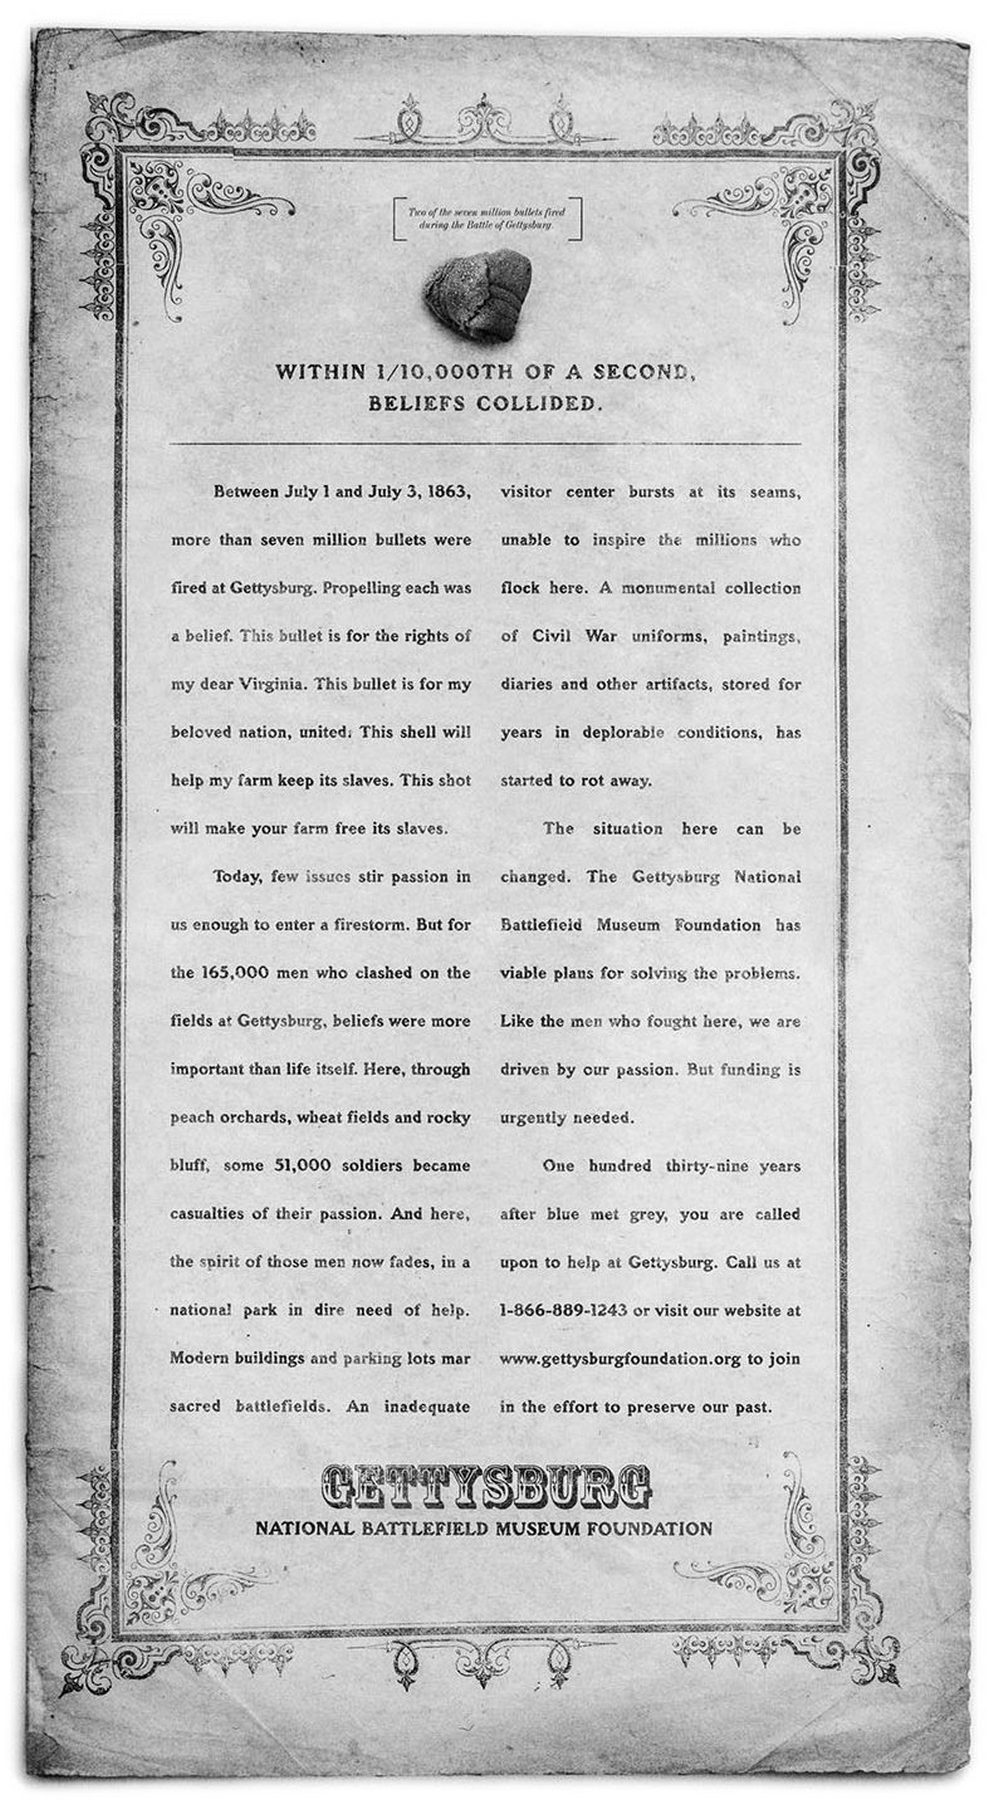 Two of the seven million bullets fired
during the Battle of Gettysburg.
WITHIN 1/10,000TH OF A SECOND,
BELIEFS COLLIDED.
Between July 1 and July 3, 1863,
more than seven million bullets were
fired at Gettysburg. Propelling each was
a belief. This bullet is for the rights of
my dear Virginia. This bullet is for my
beloved nation, united. This shell will
help my farm keep its slaves. This shot
will make your farm free its slaves.
Today, few issues stir passion in
us enough to enter a firestorm. But for
the 165,000 men who clashed on the
fields at Gettysburg, beliefs were more
important than life itself. Here, through
peach orchards, wheat fields and rocky
bluff, some 51,000 soldiers became
casualties of their passion. And here,
the spirit of those men now fades, in a
national park in dire need of help.
Modern buildings and parking lots mar
sacred battlefields. An inadequate
visitor center bursts at its seams,
unable to inspire the millions who
flock here. A monumental collection
of Civil War uniforms, paintings,
diaries and other artifacts, stored for
years in deplorable conditions, has
started to rot away.
The situation here can be
changed. The Gettysburg National
Battlefield Museum Foundation has
viable plans for solving the problems.
Like the men who fought here, we are
driven by our passion. But funding is
urgently needed.
One hundred thirty-nine years
after blue met grey, you are called
upon to help at Gettysburg. Call us at
1-866-889-1243 or visit our website at
www.gettysburgfoundation.org to join
in the effort to preserve our past.
GETTYSBURG
NATIONAL BATTLEFIELD MUSEUM FOUNDATION